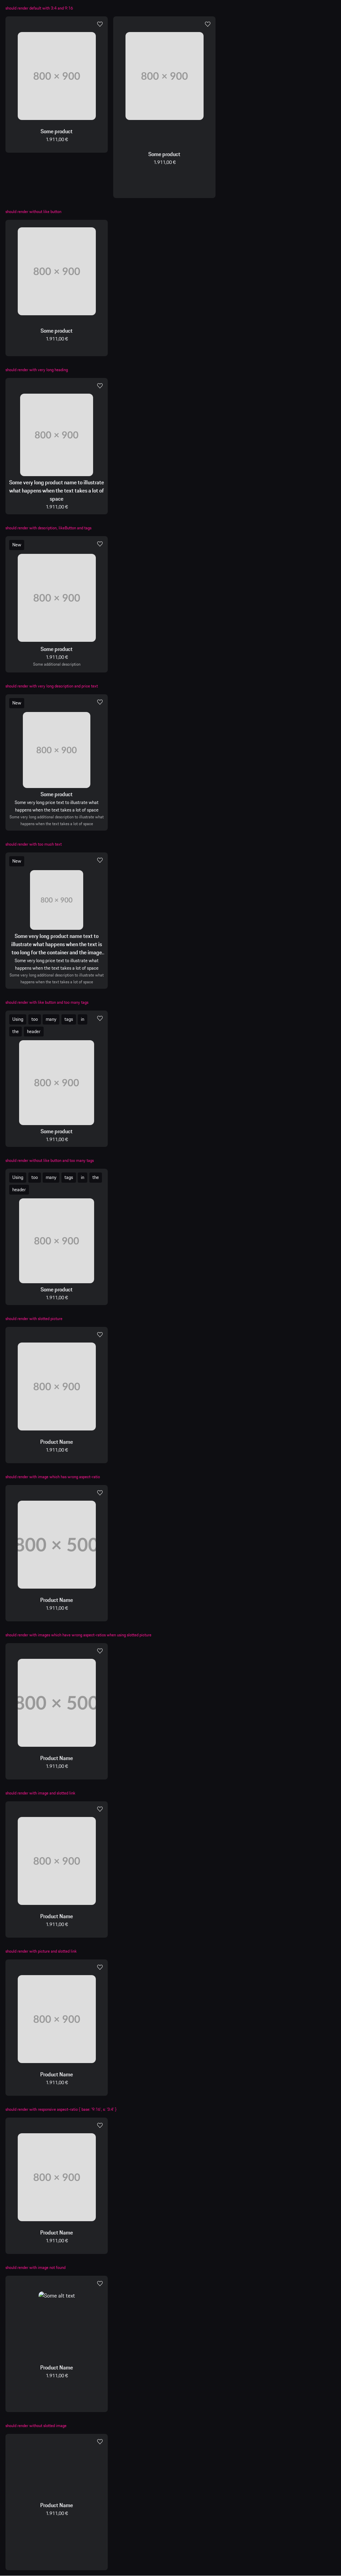 should render default with 3:4 and 9:16
800 × 900
800 × 900
Some product
1.911,00 €
Some product
1.911,00 €
should render without like button
800 × 900
Some product
1.911,00 €
should render with very long heading
800 × 900
Some very long product name to illustrate
what happens when the text takes a lot of
space
1.911,00 €
should render with description, likeButton and tags
New
800 × 900
Some product
1.911,00 €
Some additional description
should render with very long description and price text
New
800 × 900
Some product
Some very long price text to illustrate what
happens when the text takes a lot of space
Some very long additional description to illustrate what
happens when the text takes a lot of space
should render with too much text
New
800 × 900
Some very long product name text to
illustrate what happens when the text is
too long for the container and the image
Some very long price text to illustrate what
happens when the text takes a lot of space
Some very long additional description to illustrate what
happens when the text takes a lot of space
should render with like button and too many tags
Using too many tags in
the header
800 × 900
Some product
1.911,00 €
should render without like button and too many tags
Using too many tags in the
header
800 × 900
Some product
1.911,00 €
should render with slotted picture
800 × 900
Product Name
1.911,00 €
should render with image which has wrong aspect ratio
800 × 500
Product Name
1.911,00 €
should render with images which have wrong aspect ratios when using slotted picture
800 × 500
Product Name
1.911,00 €
should render with image and slotted link
800 × 900
Product Name
1.911,00 €
should render with picture and slotted link
800 × 900
Product Name
1.911,00 €
should render with responsive aspect-ratio { base: '9:16', s: '3:4' }
800 × 900
Product Name
1.911,00 €
should render with image not found
Some alt text
Product Name
1.911,00 €
should render without slotted image
Product Name
1.911,00 €